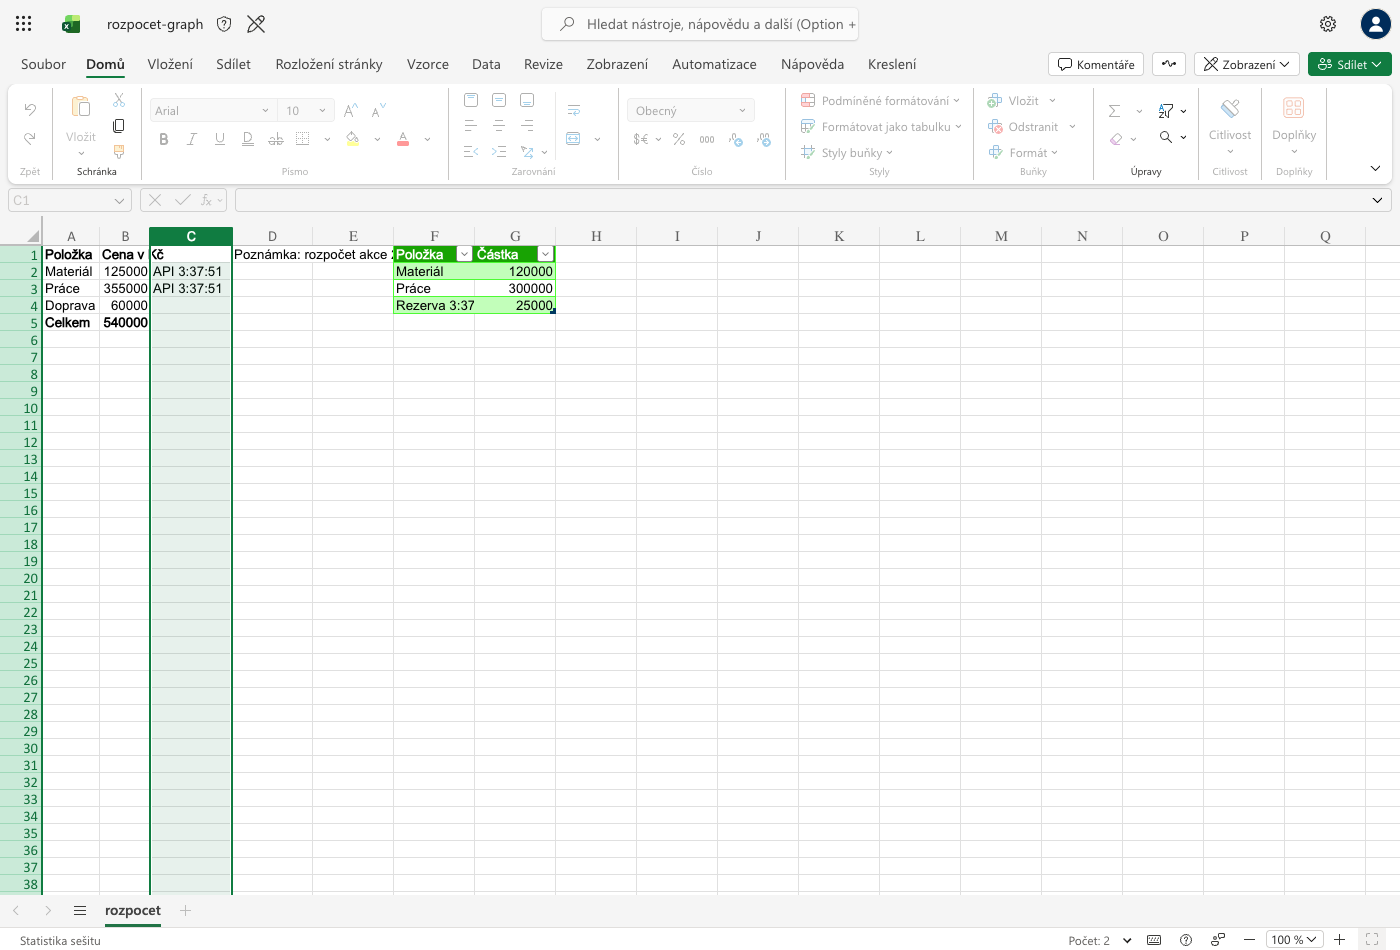 rozpocet-graph
Hledat nástroje, nápovědu a další (Option +
Soubor Domů Vložení Sdílet Rozložení stránky Vzorce Data Revize Zobrazení Automatizace Nápověda Kreslení
Komentáře Zobrazení Sdílet
Arial 10 Obecný Podmíněné formátování Vložit
Vložit Formátovat jako tabulku Odstranit Citlivost Doplňky
Styly buňky Formát
Zpět Schránka Písmo Zarovnání Číslo Styly Buňky Úpravy Citlivost Doplňky
C1
A B C D E F G H I J K L M N O P Q
1 Položka Cena v Kč Poznámka: rozpočet akce Položka Částka
2 Materiál 125000 API 3:37:51 Materiál 120000
3 Práce 355000 API 3:37:51 Práce 300000
4 Doprava 60000 Rezerva 3:37 25000
5 Celkem 540000
6
7
8
9
10
11
12
13
14
15
16
17
18
19
20
21
22
23
24
25
26
27
28
29
30
31
32
33
34
35
36
37
38
rozpocet
Statistika sešitu Počet: 2 100 %